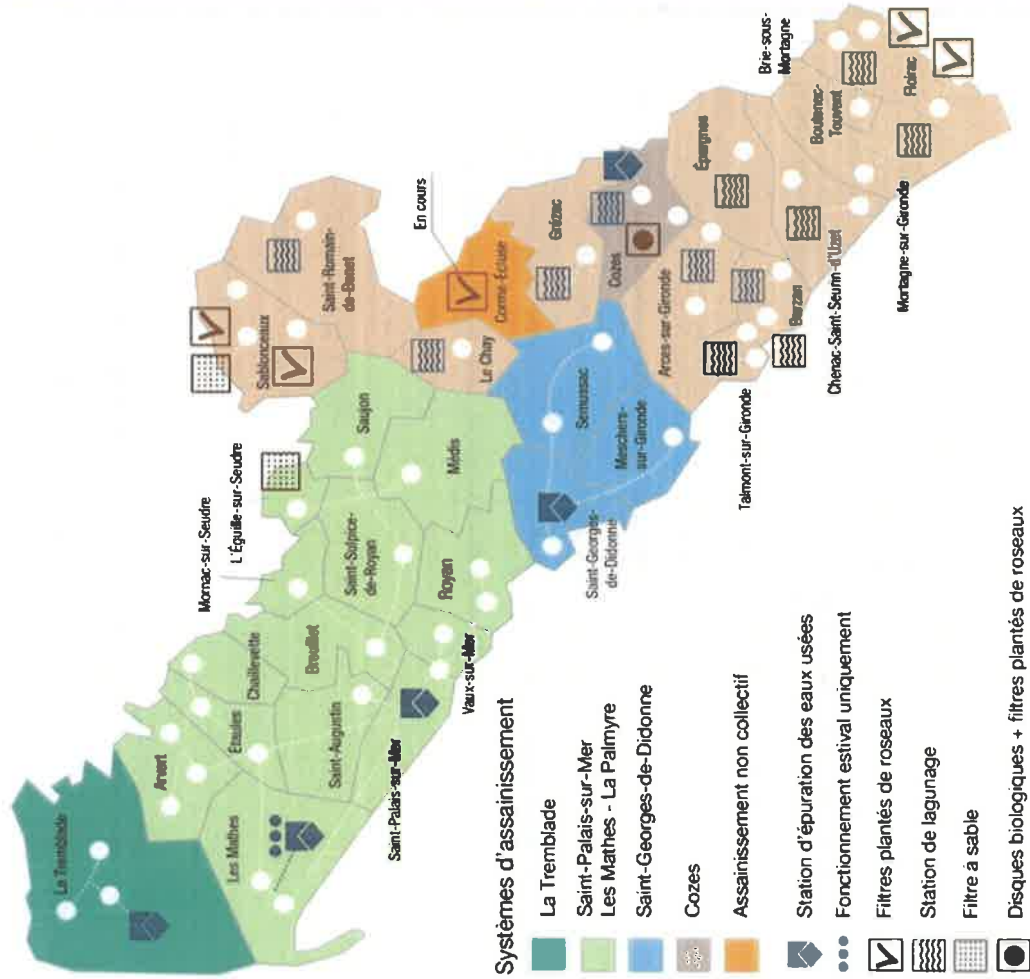 La Tremblade
Arvert
Les Mathes
Étaules
Chaillevette
Saint-Augustin
Breuillet
Mornac-sur-Seudre
L'Éguille-sur-Seudre
Saint-Sulpice-
de-Royan
Saint-Palais-sur-Mer
Vaux-sur-Mer
Royan
Saujon
Médis
Sablonceaux
Saint-Romain-
de-Benet
En cours
Corme-Écluse
Le Chay
Grézac
Cozes
Semussac
Meschers-
sur-Gironde
Saint-Georges-
de-Didonne
Arces-sur-Gironde
Talmont-sur-Gironde
Barzan
Épargnes
Chenac-Saint-Seurin-d'Uzet
Mortagne-sur-Gironde
Boutenac-
Touvent
Brie-sous-
Mortagne
Floirac
Systèmes d'assainissement
La Tremblade
Saint-Palais-sur-Mer
Les Mathes - La Palmyre
Saint-Georges-de-Didonne
Cozes
Assainissement non collectif
Station d'épuration des eaux usées
Fonctionnement estival uniquement
Filtres plantés de roseaux
Station de lagunage
Filtre à sable
Disques biologiques + filtres plantés de roseaux